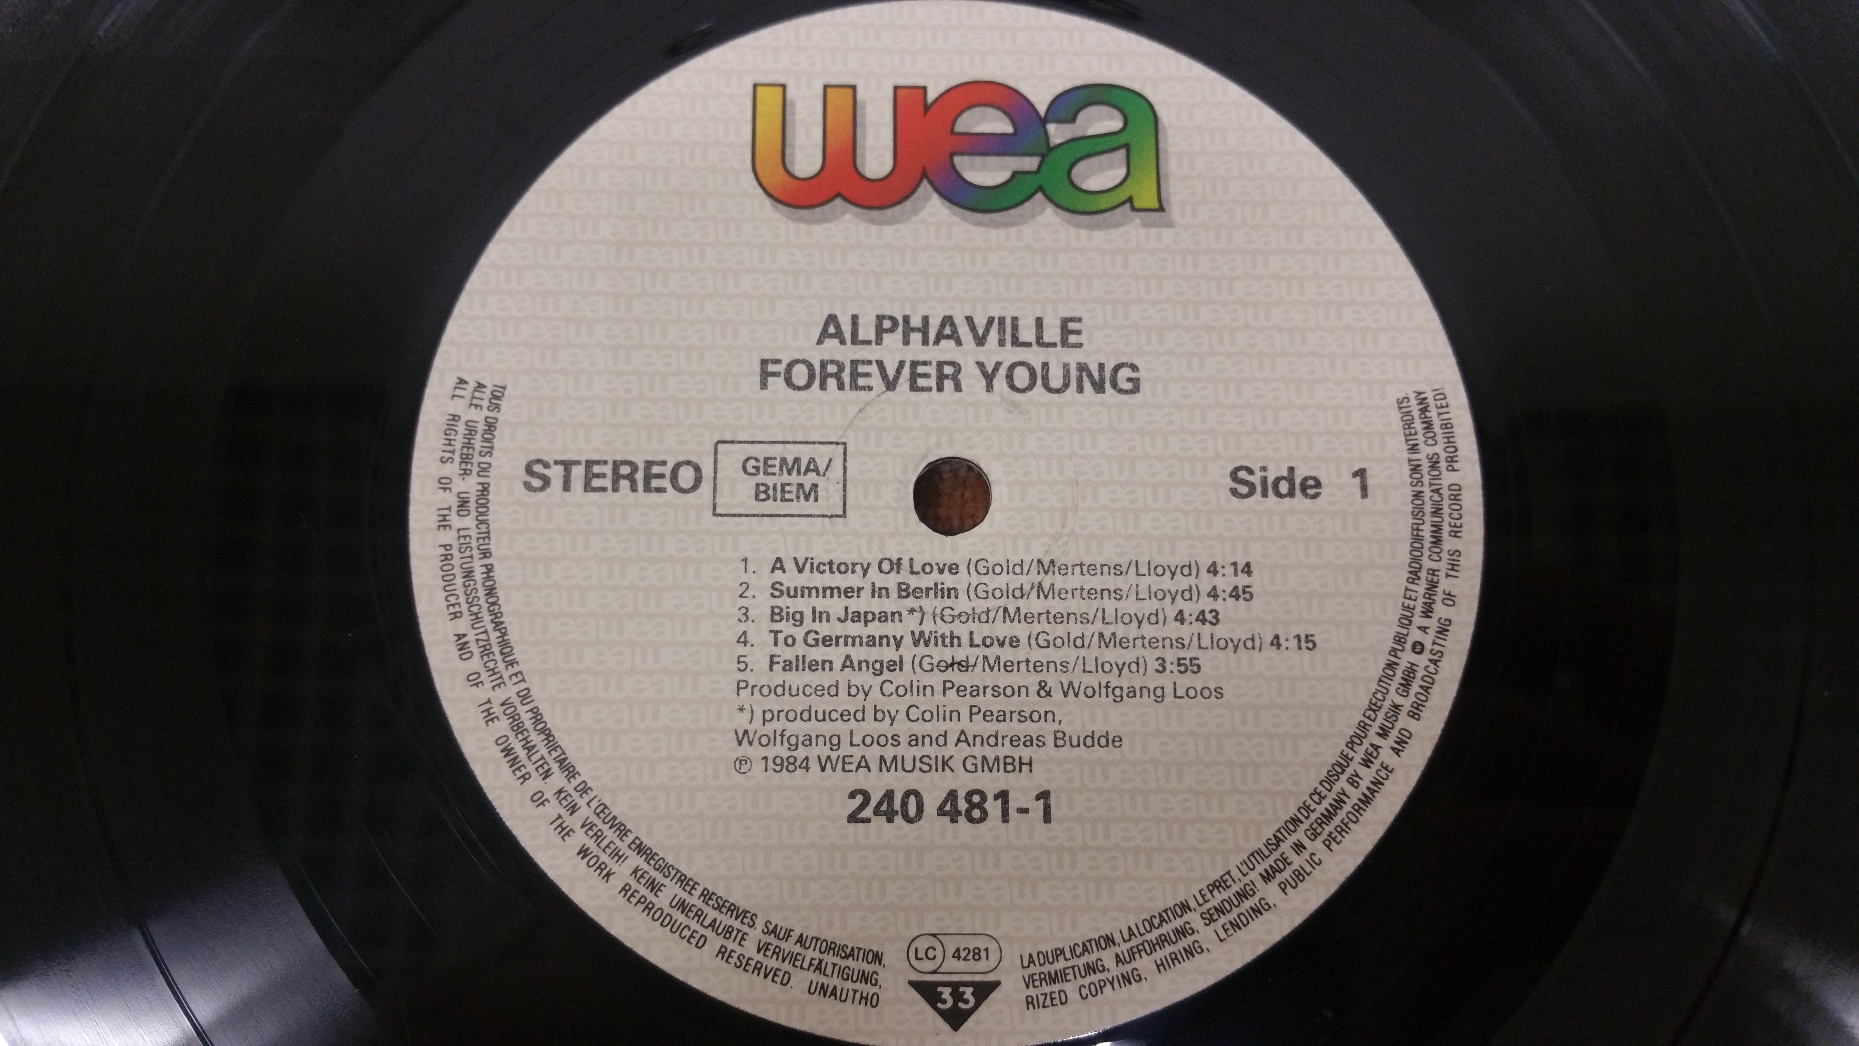 wea
ALPHAVILLE
FOREVER YOUNG
STEREO
GEMA/
BIEM
Side 1
1. A Victory Of Love (Gold/Mertens/Lloyd) 4:14
2. Summer In Berlin (Gold/Mertens/Lloyd) 4:45
3. Big In Japan *) (Gold/Mertens/Lloyd) 4:43
4. To Germany With Love (Gold/Mertens/Lloyd) 4:15
5. Fallen Angel (Gold/Mertens/Lloyd) 3:55
Produced by Colin Pearson & Wolfgang Loos
*) produced by Colin Pearson,
Wolfgang Loos and Andreas Budde
℗ 1984 WEA MUSIK GMBH
240 481-1
LC 4281
33
TOUS DROITS DU PRODUCTEUR PHONOGRAPHIQUE ET DU PROPRIETAIRE DE L'ŒUVRE ENREGISTREE RESERVES. SAUF AUTORISATION,
LA DUPLICATION, LA LOCATION, LE PRET, L'UTILISATION DE CE DISQUE POUR EXECUTION PUBLIQUE ET RADIODIFFUSION SONT INTERDITS.
ALLE URHEBER- UND LEISTUNGSSCHUTZRECHTE VORBEHALTEN. KEIN VERLEIH! KEINE UNERLAUBTE VERVIELFÄLTIGUNG,
VERMIETUNG, AUFFÜHRUNG, SENDUNG! MADE IN GERMANY BY WEA MUSIK GMBH A WARNER COMMUNICATIONS COMPANY
ALL RIGHTS OF THE PRODUCER AND OF THE OWNER OF THE WORK REPRODUCED RESERVED. UNAUTHO
RIZED COPYING, HIRING, LENDING, PUBLIC PERFORMANCE AND BROADCASTING OF THIS RECORD PROHIBITED!